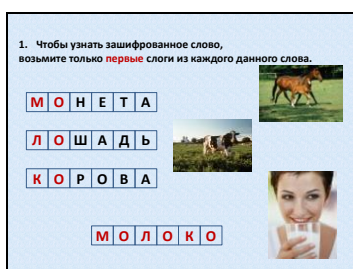 1. Чтобы узнать зашифрованное слово,
возьмите только первые слоги из каждого данного слова.
МОНЕТА
ЛОШАДЬ
КОРОВА
МОЛОКО